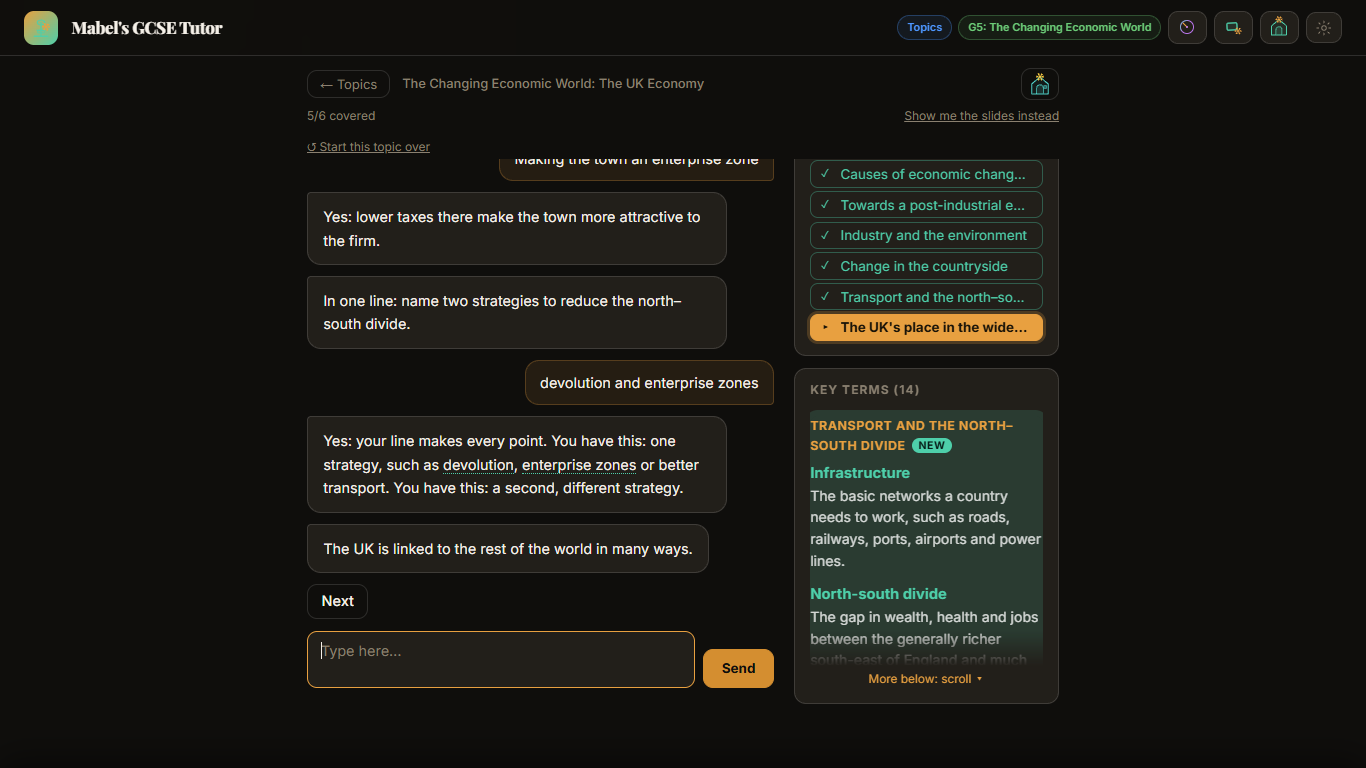 Mabel's GCSE Tutor
Topics
G5: The Changing Economic World
← Topics
The Changing Economic World: The UK Economy
5/6 covered
Show me the slides instead
↺ Start this topic over
Making the town an enterprise zone
Yes: lower taxes there make the town more attractive to
the firm.
In one line: name two strategies to reduce the north–
south divide.
devolution and enterprise zones
Yes: your line makes every point. You have this: one
strategy, such as devolution, enterprise zones or better
transport. You have this: a second, different strategy.
The UK is linked to the rest of the world in many ways.
Next
Type here...
Send
✓ Causes of economic chang...
✓ Towards a post-industrial e...
✓ Industry and the environment
✓ Change in the countryside
✓ Transport and the north–so...
▸ The UK's place in the wide...
KEY TERMS (14)
TRANSPORT AND THE NORTH–
SOUTH DIVIDE NEW
Infrastructure
The basic networks a country
needs to work, such as roads,
railways, ports, airports and power
lines.
North-south divide
The gap in wealth, health and jobs
between the generally richer
south-east of England and much
More below: scroll ▾